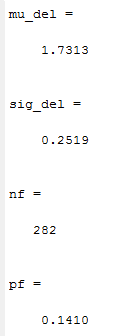 mu_del =
1.7313
sig_del =
0.2519
nf =
282
pf =
0.1410